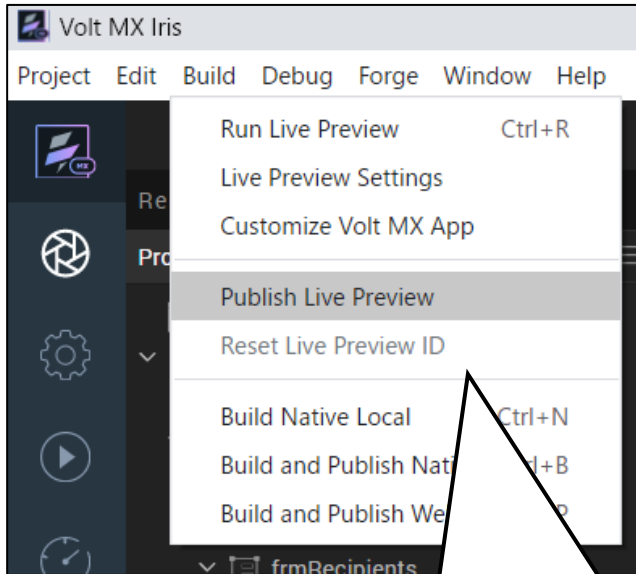 Volt MX Iris
Project Edit Build Debug Forge Window Help
Run Live Preview Ctrl+R
Live Preview Settings
Customize Volt MX App
Publish Live Preview
Reset Live Preview ID
Build Native Local Ctrl+N
Build and Publish
Build and Publish
frmRecipients
MX